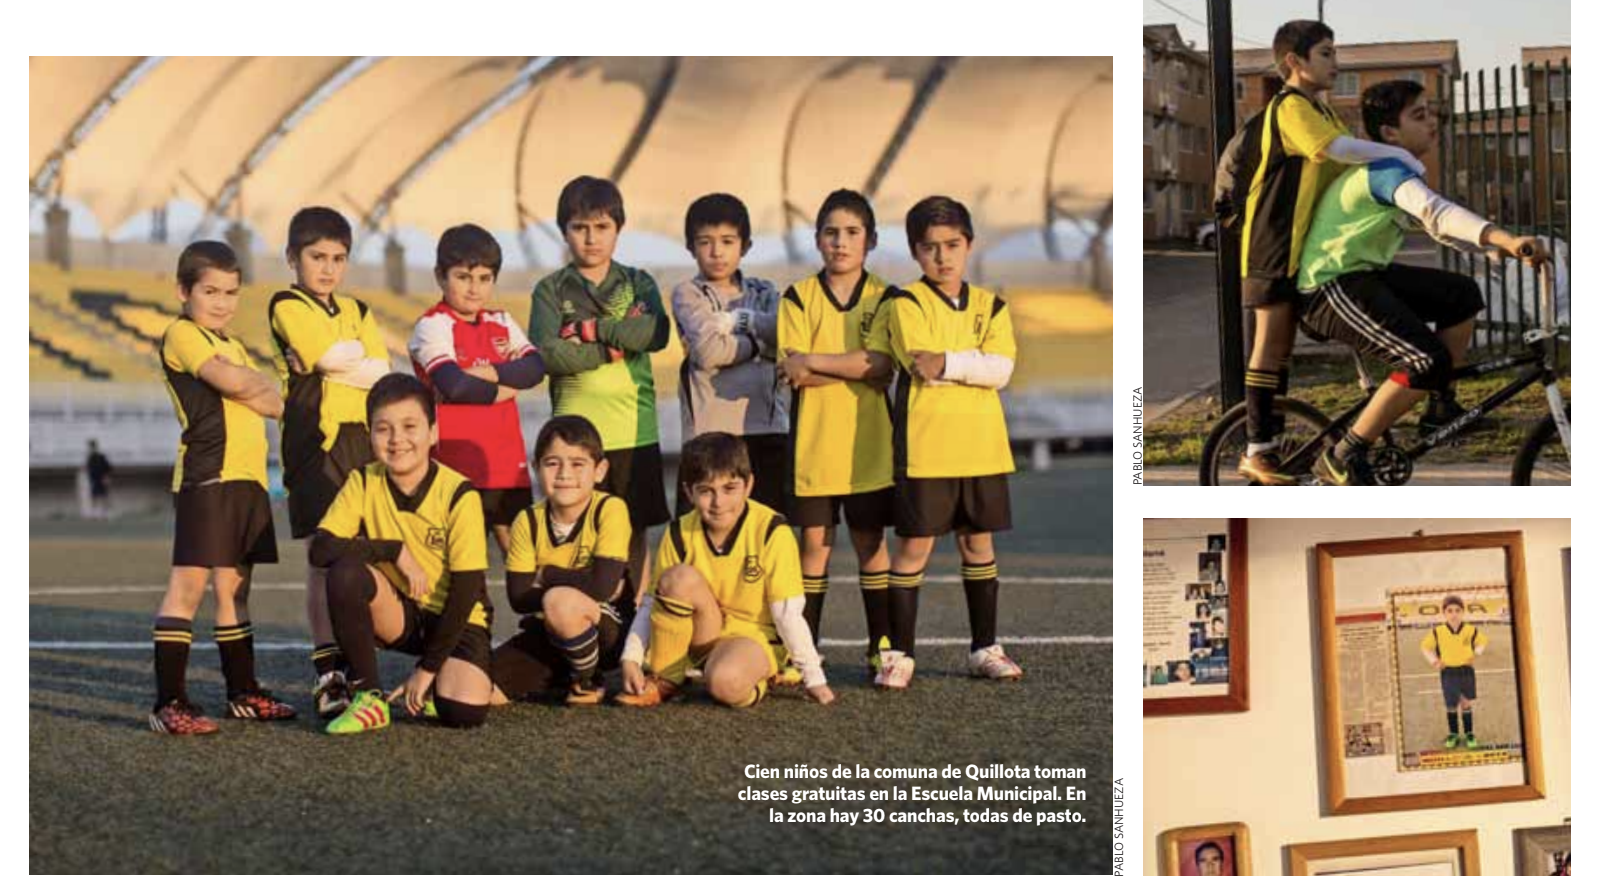 Cien niños de la comuna de Quillota toman
clases gratuitas en la Escuela Municipal. En
la zona hay 30 canchas, todas de pasto.
PABLO SANHUEZA
PABLO SANHUEZA